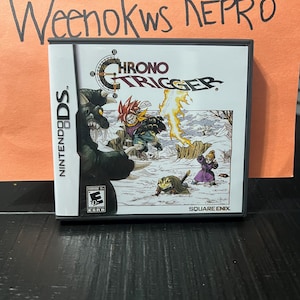 Weenokws REPRO
CHRONO
TRIGGER
NINTENDO DS
E
SQUARE ENIX